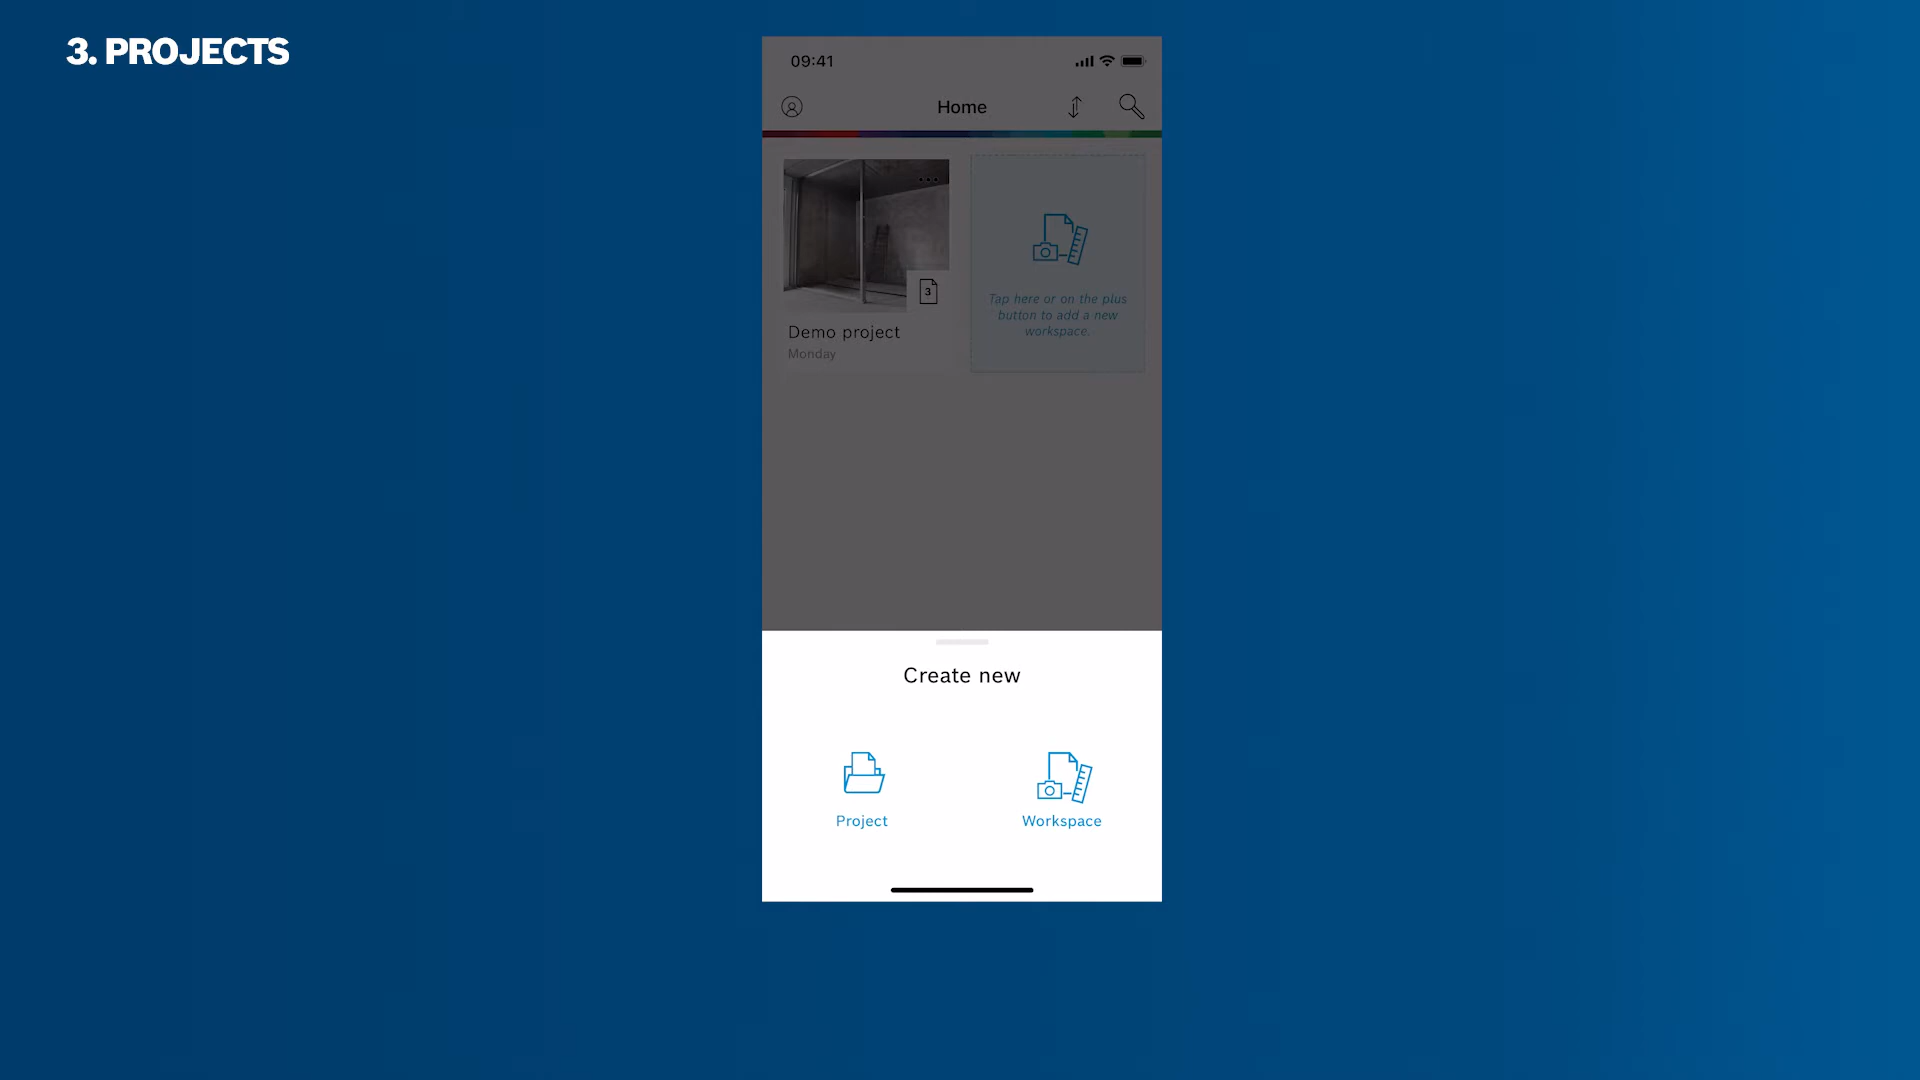 3. PROJECTS
09:41
Home
3
Demo project
Monday
Tap here or on the plus
button to add a new
workspace.
Create new
Project
Workspace